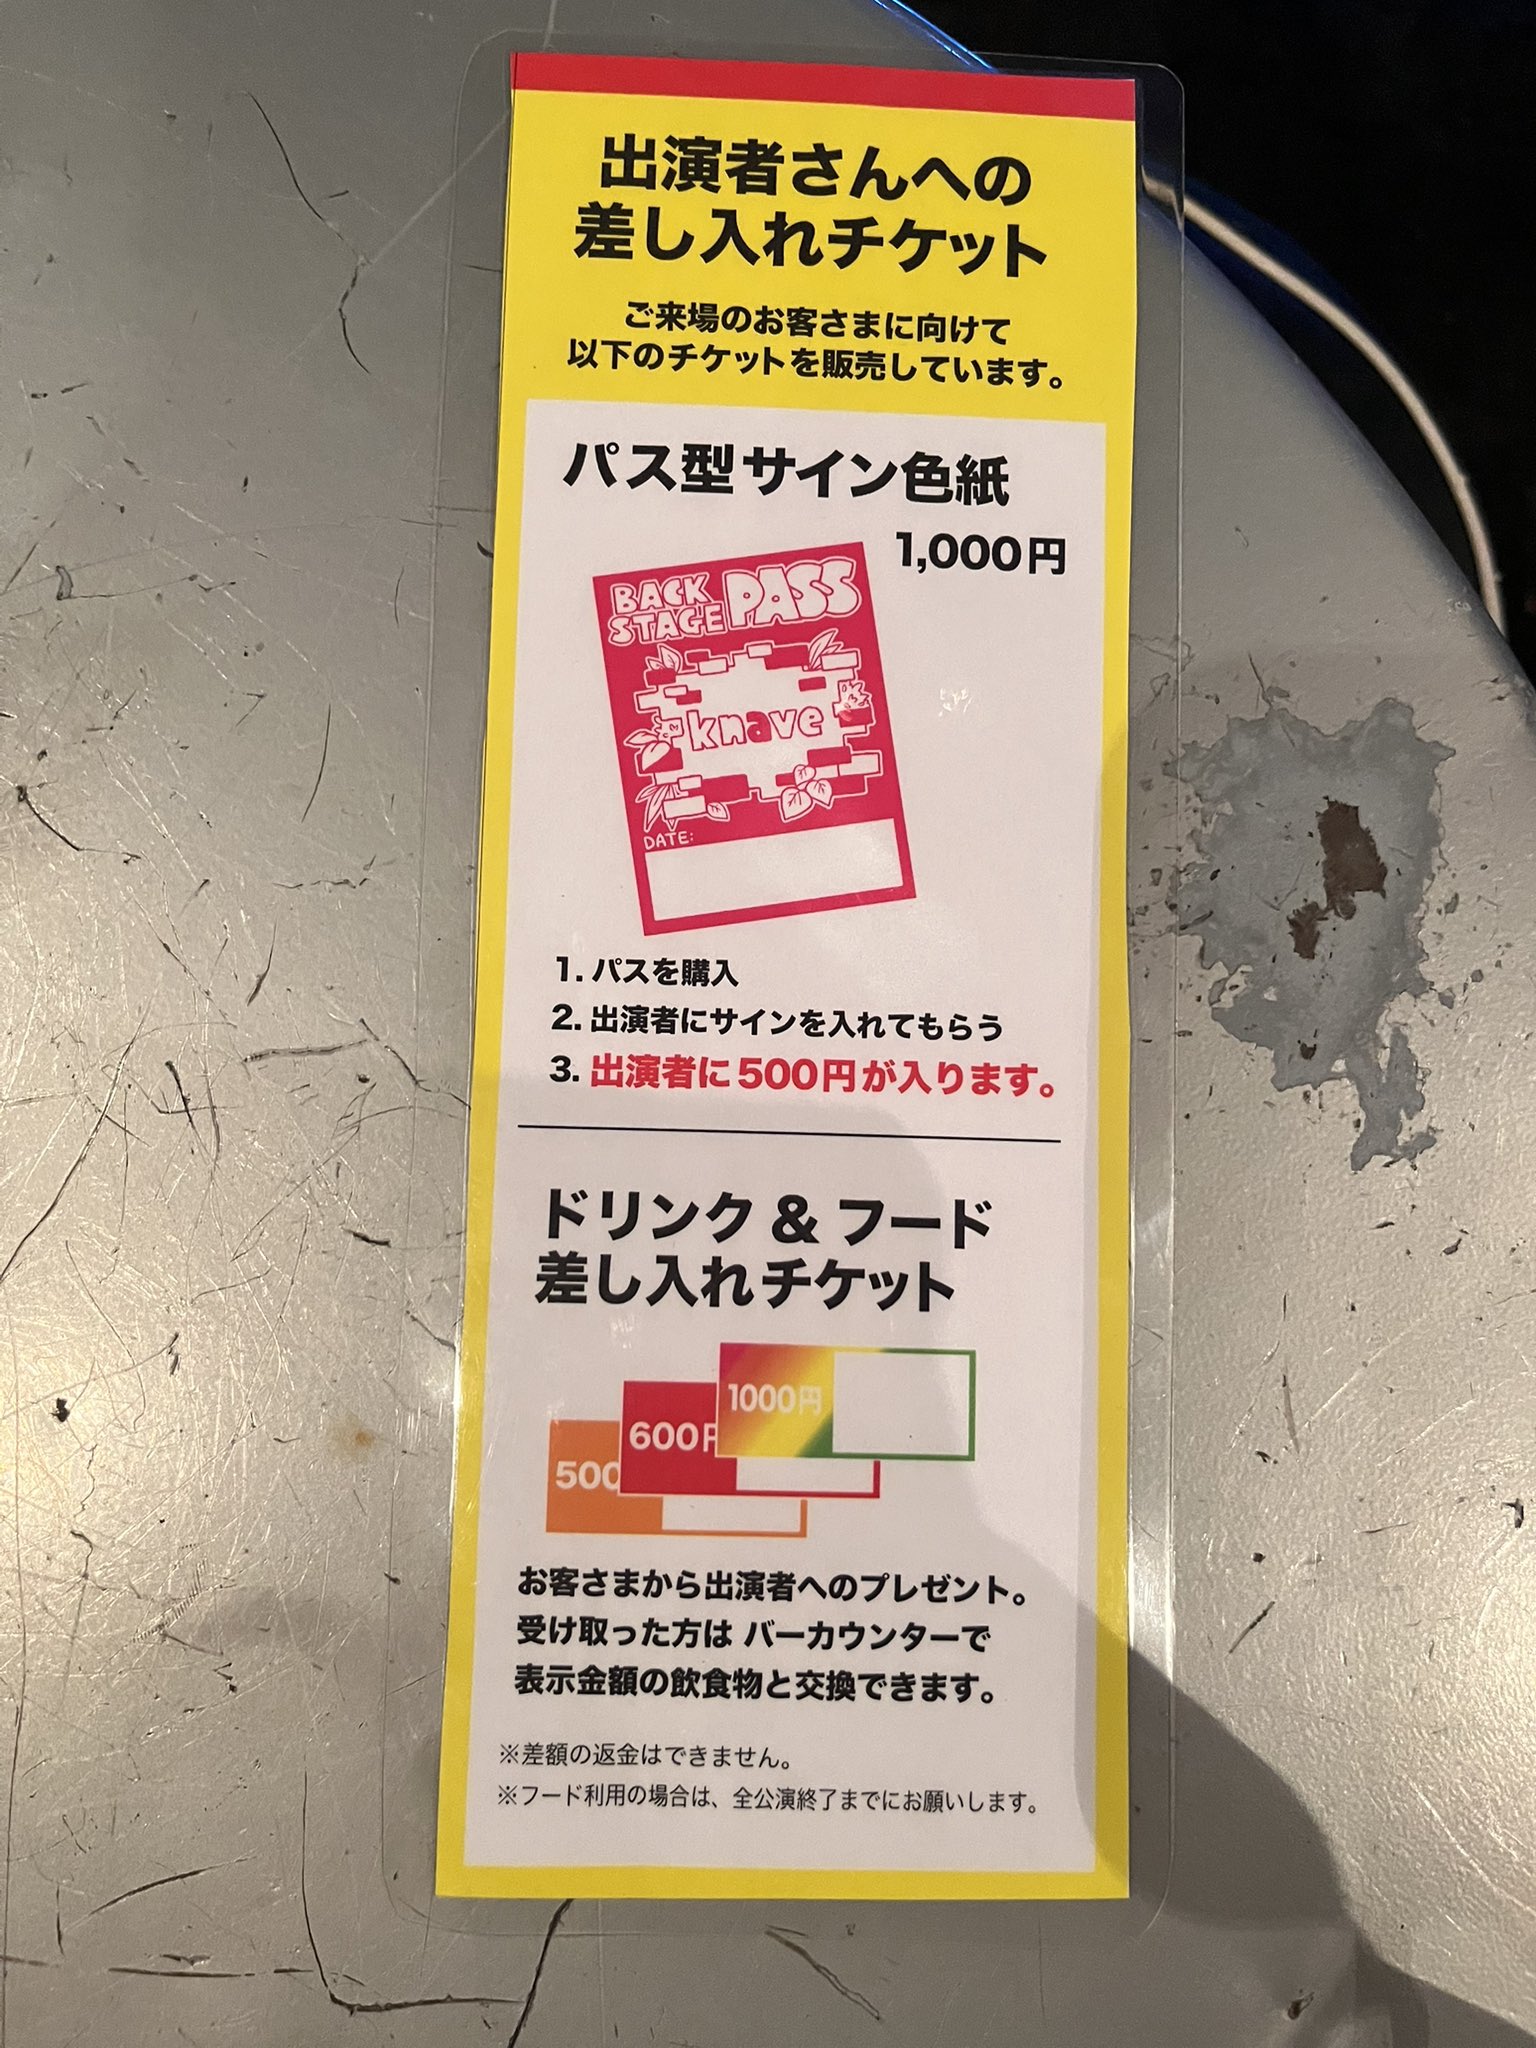 出演者さんへの
差し入れチケット
ご来場のお客さまに向けて
以下のチケットを販売しています。
パス型サイン色紙
1,000円
BACK
STAGE PASS
knave
DATE:
1. パスを購入
2. 出演者にサインを入れてもらう
3. 出演者に500円が入ります。
ドリンク & フード
差し入れチケット
1000円
600円
500
お客さまから出演者へのプレゼント。
受け取った方は バーカウンターで
表示金額の飲食物と交換できます。
※差額の返金はできません。
※フード利用の場合は、全公演終了までにお願いします。